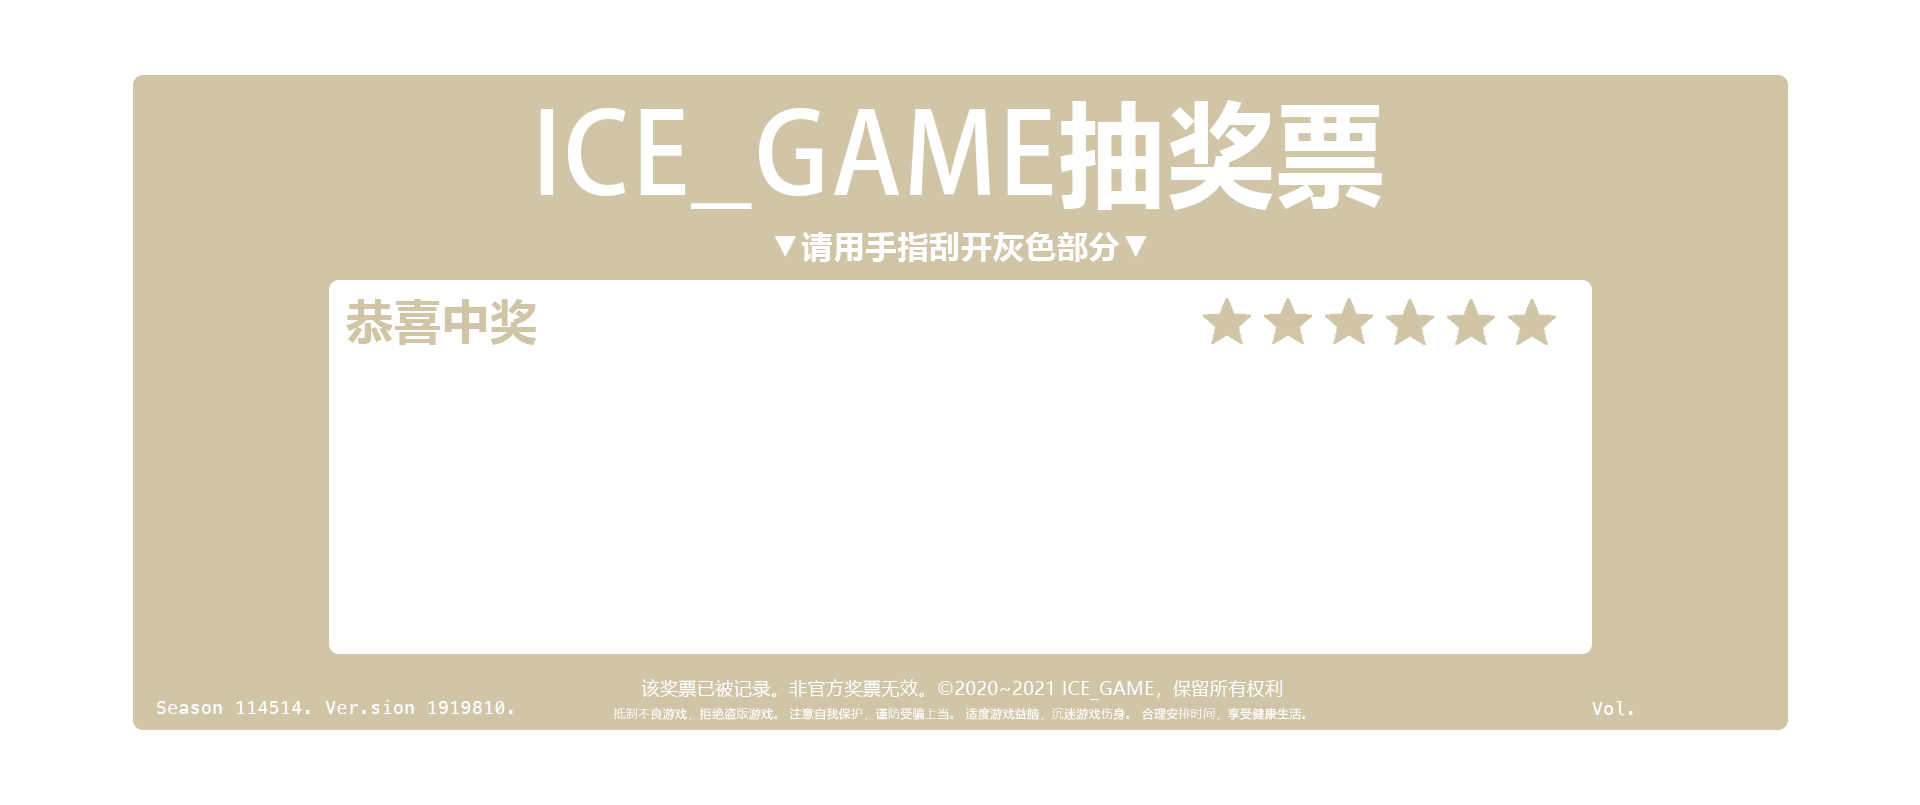 ICE_GAME抽奖票
▼请用手指刮开灰色部分▼
恭喜中奖 ★★★★★★
该奖票已被记录。非官方奖票无效。©2020~2021 ICE_GAME，保留所有权利
Season 114514. Ver.sion 1919810.
抵制不良游戏，拒绝盗版游戏。 注意自我保护，谨防受骗上当。 适度游戏益脑，沉迷游戏伤身。 合理安排时间，享受健康生活。
Vol.